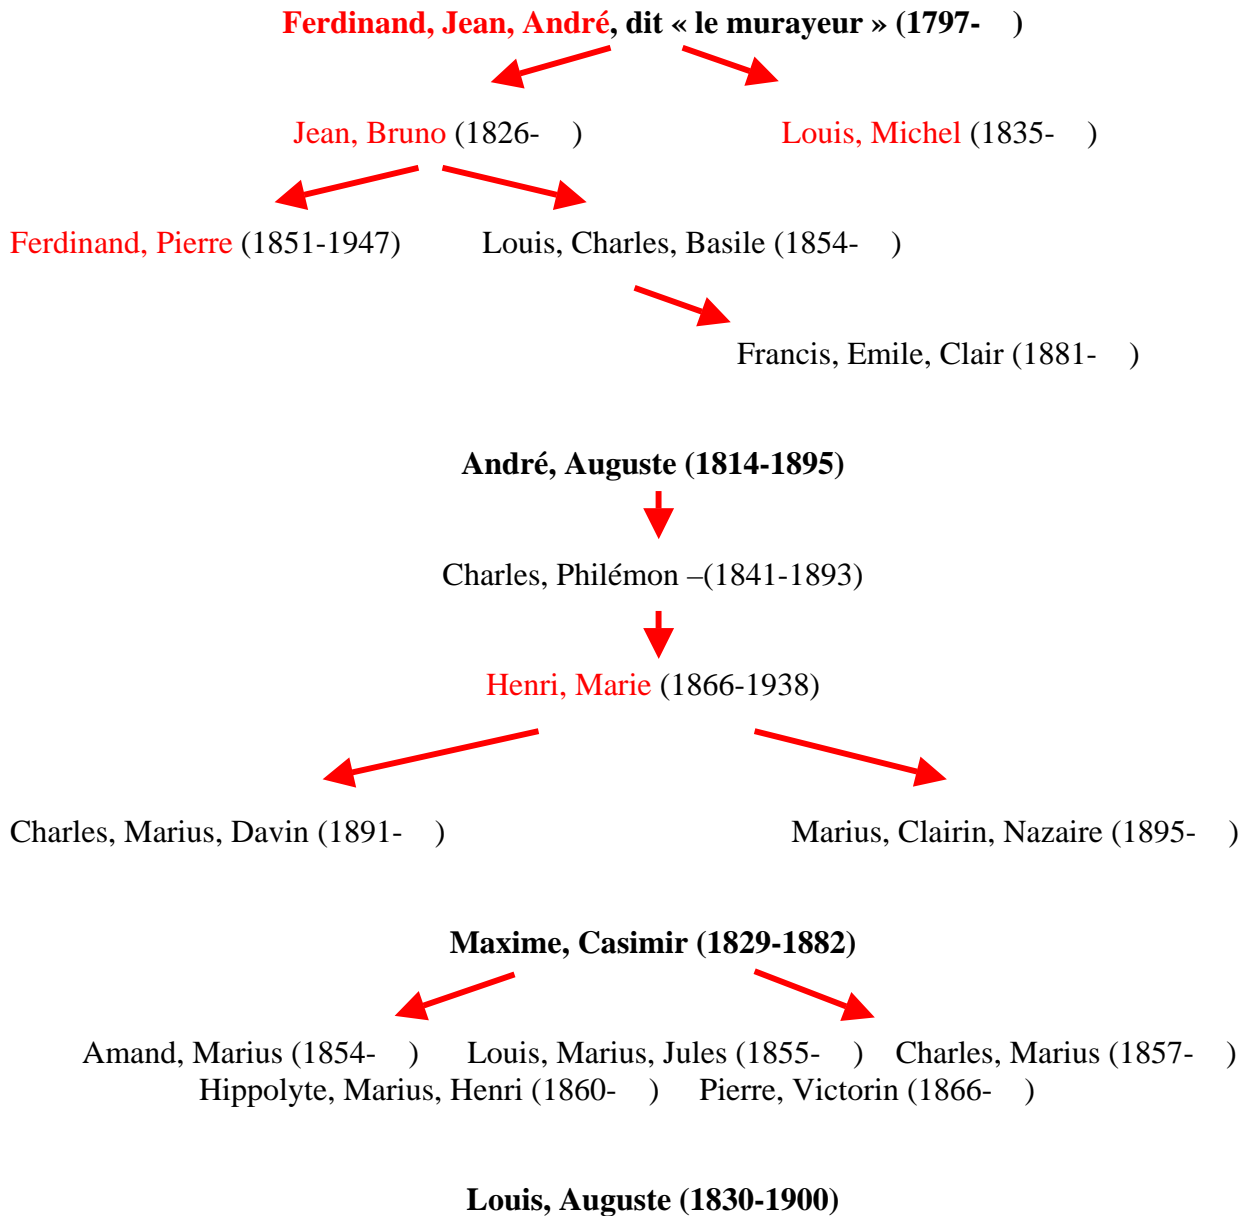 Ferdinand, Jean, André, dit « le murayeur » (1797-    )
Jean, Bruno (1826-    )    Louis, Michel (1835-    )
Ferdinand, Pierre (1851-1947)    Louis, Charles, Basile (1854-    )
Francis, Emile, Clair (1881-    )
André, Auguste (1814-1895)
Charles, Philémon –(1841-1893)
Henri, Marie (1866-1938)
Charles, Marius, Davin (1891-    )    Marius, Clairin, Nazaire (1895-    )
Maxime, Casimir (1829-1882)
Amand, Marius (1854-    )    Louis, Marius, Jules (1855-    )    Charles, Marius (1857-    )
Hippolyte, Marius, Henri (1860-    )    Pierre, Victorin (1866-    )
Louis, Auguste (1830-1900)